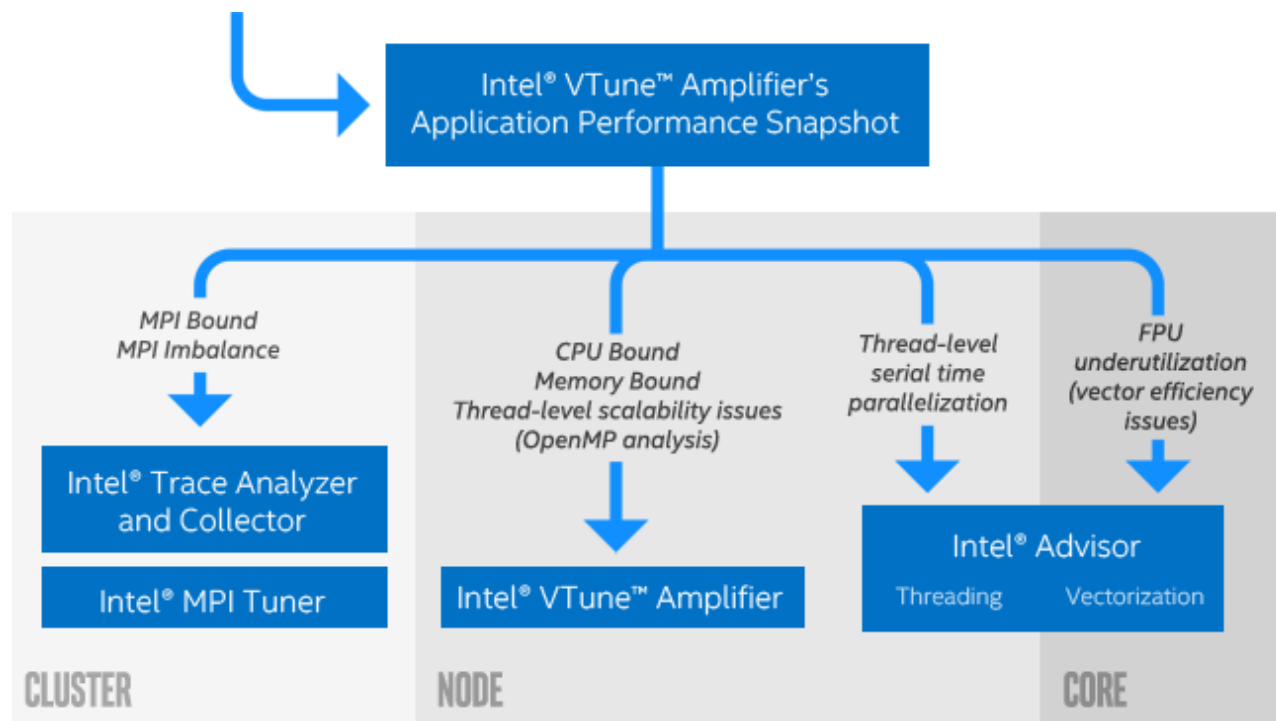 Intel® VTune™ Amplifier's
Application Performance Snapshot
MPI Bound
MPI Imbalance
Intel® Trace Analyzer
and Collector
Intel® MPI Tuner
CLUSTER
CPU Bound
Memory Bound
Thread-level scalability issues
(OpenMP analysis)
Intel® VTune™ Amplifier
NODE
Thread-level
serial time
parallelization
FPU
underutilization
(vector efficiency
issues)
Intel® Advisor
Threading
Vectorization
CORE